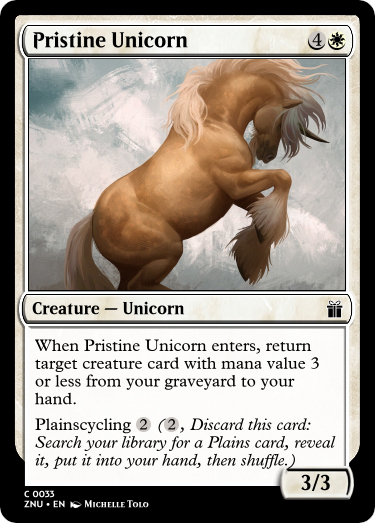 Pristine Unicorn 4
Creature — Unicorn
When Pristine Unicorn enters, return
target creature card with mana value 3
or less from your graveyard to your
hand.
Plainscycling 2 (2, Discard this card:
Search your library for a Plains card, reveal
it, put it into your hand, then shuffle.)
3/3
C 0033
ZNU • EN Michelle Tolo